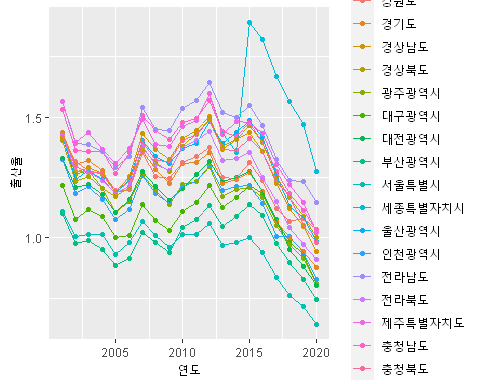 강원도
경기도
경상남도
경상북도
광주광역시
대구광역시
대전광역시
부산광역시
서울특별시
세종특별자치시
울산광역시
인천광역시
전라남도
전라북도
제주특별자치도
충청남도
충청북도
출산율
1.5
1.0
2005
2010
2015
2020
연도